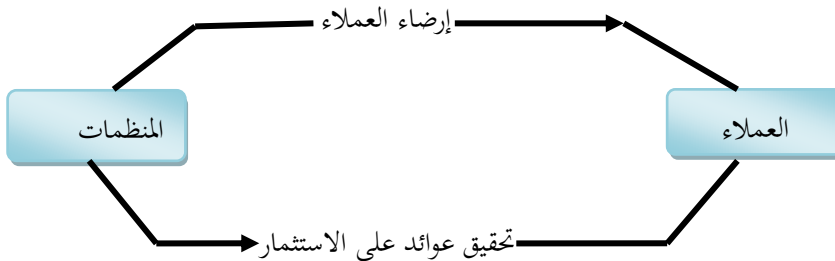 إرضاء العملاء
العملاء
المنظمات
تحقيق عوائد على الاستثمار